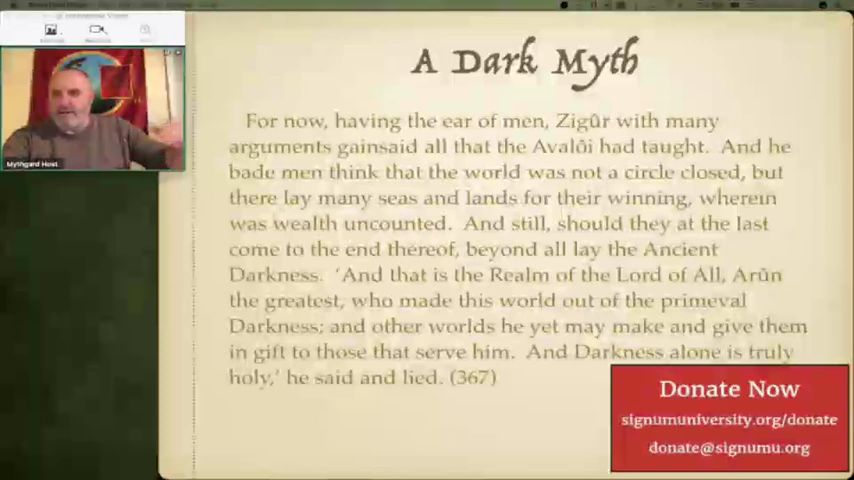 A Dark Myth
For now, having the ear of men, Zigûr with many
arguments gainsaid all that the Avalôi had taught. And he
bade men think that the world was not a circle closed, but
there lay many seas and lands for their winning, wherein
was wealth uncounted. And still, should they at the last
come to the end thereof, beyond all lay the Ancient
Darkness. 'And that is the Realm of the Lord of All, Arûn
the greatest, who made this world out of the primeval
Darkness; and other worlds he yet may make and give them
in gift to those that serve him. And Darkness alone is truly
holy,' he said and lied. (367)
Mythgard Host
Donate Now
signumuniversity.org/donate
donate@signumu.org